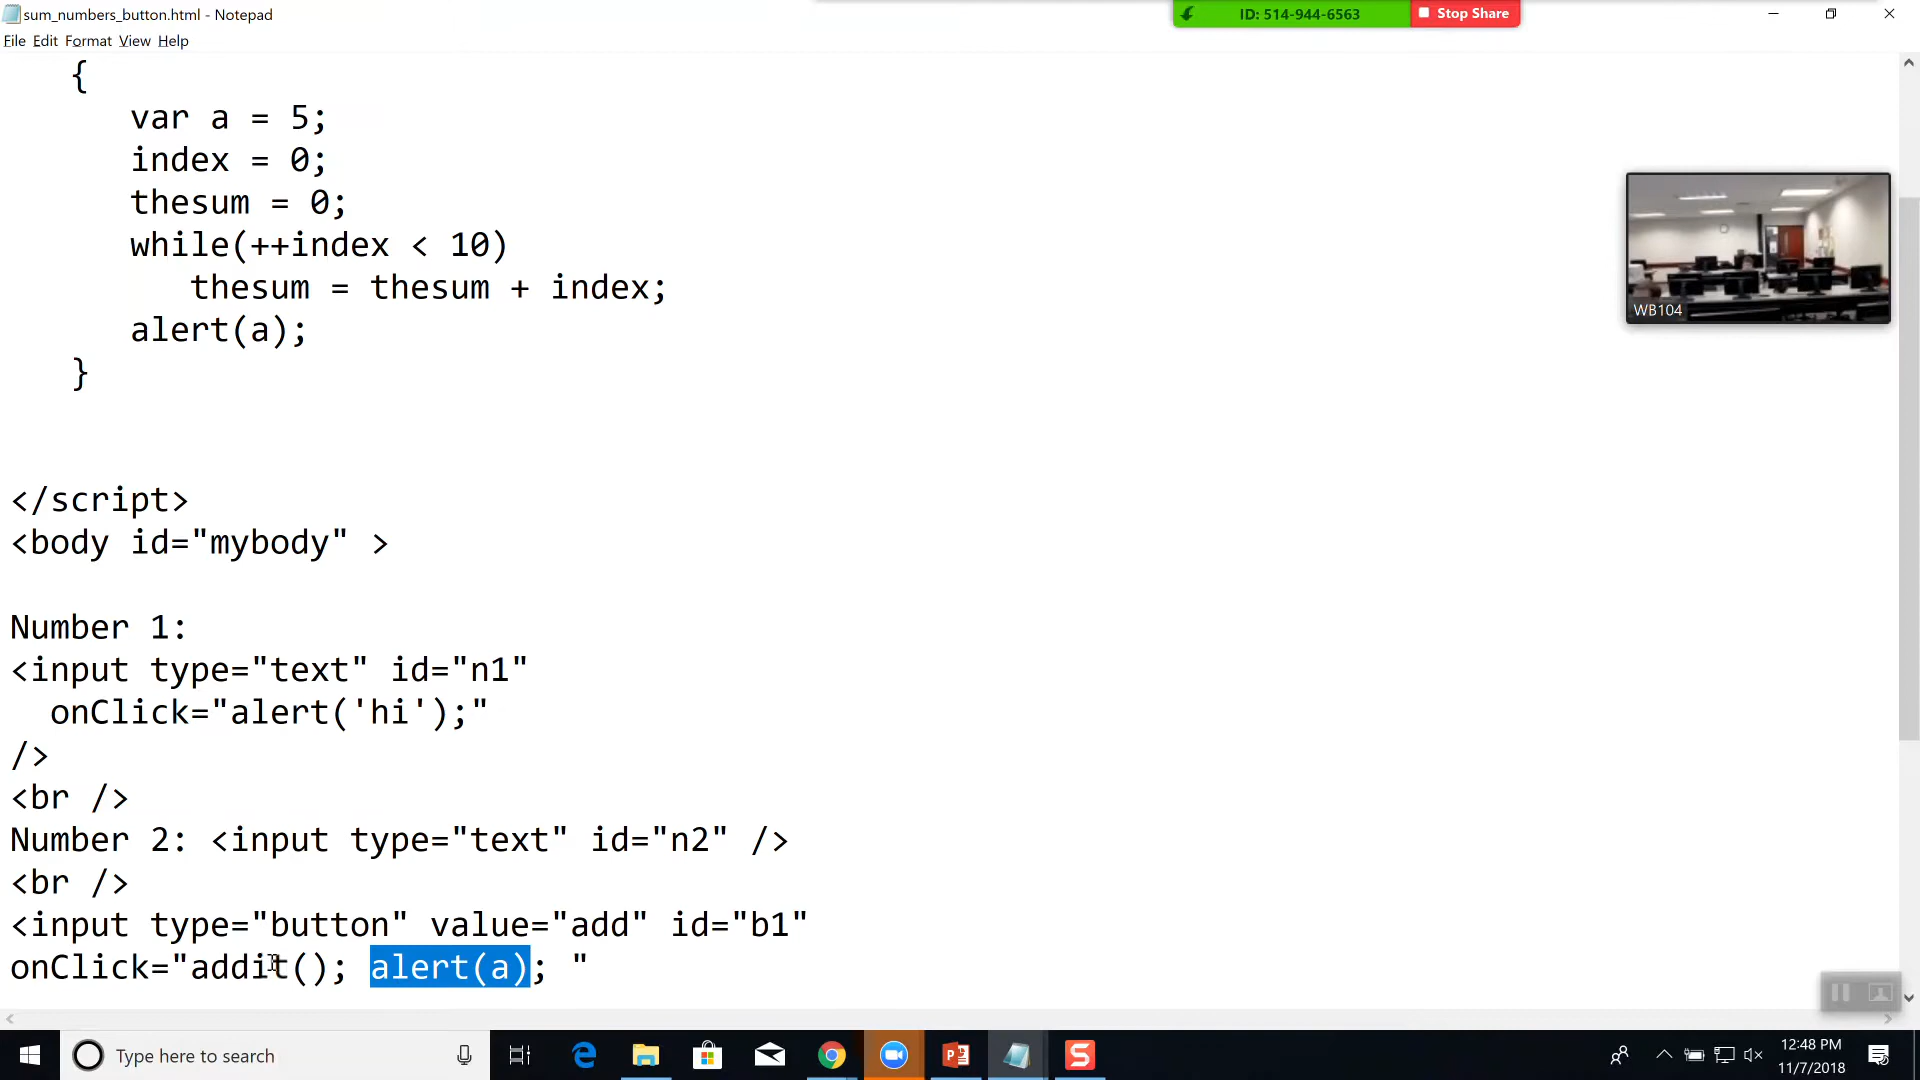 sum_numbers_button.html - Notepad
ID: 514-944-6563
Stop Share
File Edit Format View Help
{
var a = 5;
index = 0;
thesum = 0;
while(++index < 10)
thesum = thesum + index;
alert(a);
}
WB104
</script>
<body id="mybody" >
Number 1:
<input type="text" id="n1"
onClick="alert('hi');"
/>
<br />
Number 2: <input type="text" id="n2" />
<br />
<input type="button" value="add" id="b1"
onClick="addit(); alert(a); "
Type here to search
12:48 PM
11/7/2018